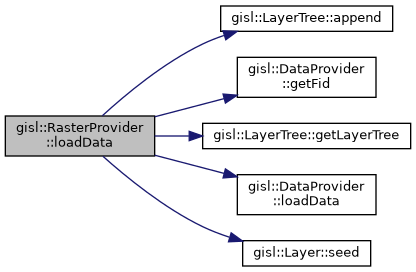 gisl::LayerTree::append
gisl::DataProvider
::getFid
gisl::RasterProvider
::loadData
gisl::LayerTree::getLayerTree
gisl::DataProvider
::loadData
gisl::Layer::seed